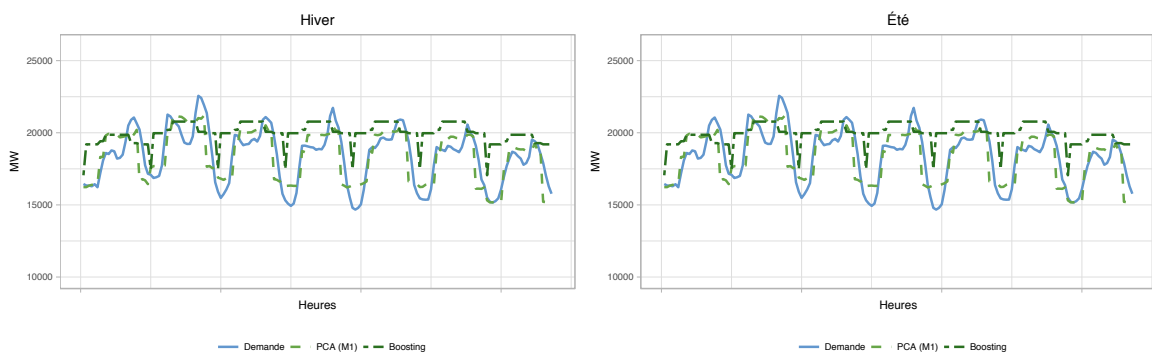 Hiver
25000
20000
15000
10000
MW
Heures
Demande PCA (M1) Boosting
Été
25000
20000
15000
10000
MW
Heures
Demande PCA (M1) Boosting